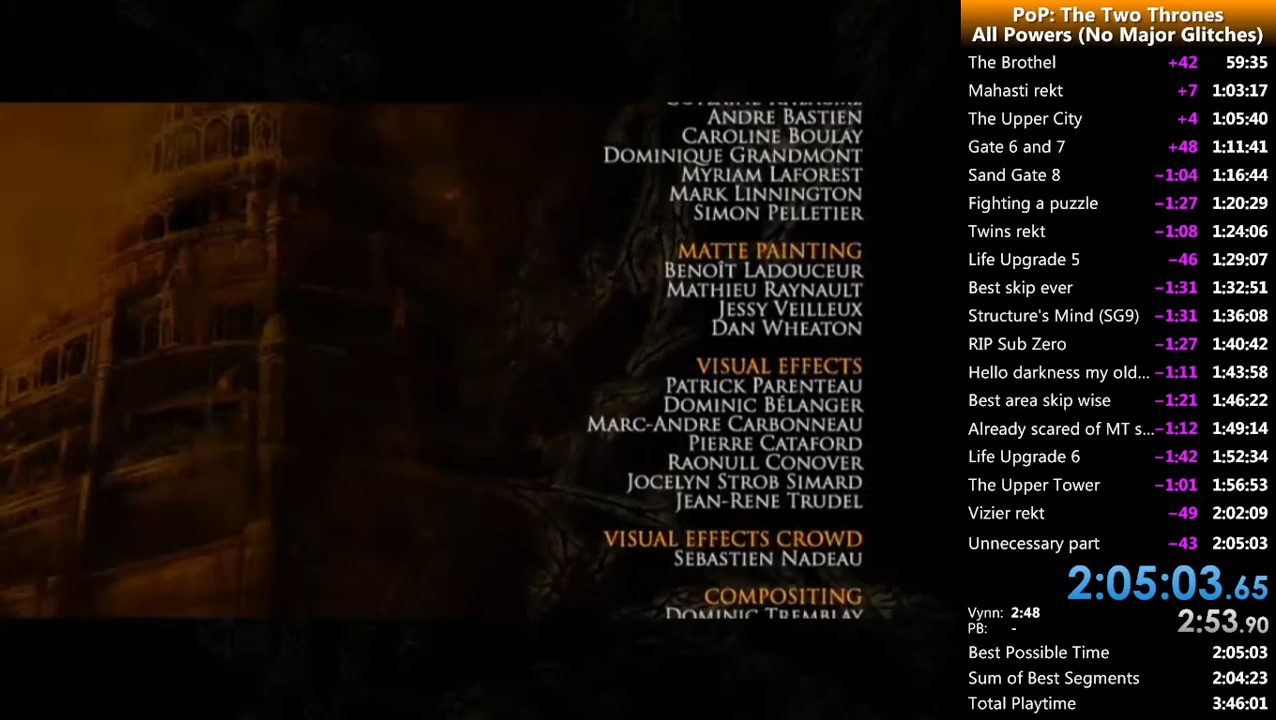 ANDRE BASTIEN
CAROLINE BOULAY
DOMINIQUE GRANDMONT
MYRIAM LAFOREST
MARK LINNINGTON
SIMON PELLETIER
MATTE PAINTING
BENOÎT LADOUCEUR
MATHIEU RAYNAULT
JESSY VEILLEUX
DAN WHEATON
VISUAL EFFECTS
PATRICK PARENTEAU
DOMINIC BÉLANGER
MARC-ANDRE CARBONNEAU
PIERRE CATAFORD
RAONULL CONOVER
JOCELYN STROB SIMARD
JEAN-RENE TRUDEL
VISUAL EFFECTS CROWD
SEBASTIEN NADEAU
COMPOSITING
DOMINIC TREMBLAY
PoP: The Two Thrones
All Powers (No Major Glitches)
The Brothel +42 59:35
Mahasti rekt +7 1:03:17
The Upper City +4 1:05:40
Gate 6 and 7 +48 1:11:41
Sand Gate 8 −1:04 1:16:44
Fighting a puzzle −1:27 1:20:29
Twins rekt −1:08 1:24:06
Life Upgrade 5 −46 1:29:07
Best skip ever −1:31 1:32:51
Structure's Mind (SG9) −1:31 1:36:08
RIP Sub Zero −1:27 1:40:42
Hello darkness my old... −1:11 1:43:58
Best area skip wise −1:21 1:46:22
Already scared of MT s... −1:12 1:49:14
Life Upgrade 6 −1:42 1:52:34
The Upper Tower −1:01 1:56:53
Vizier rekt −49 2:02:09
Unnecessary part −43 2:05:03
2:05:03.65
Vynn: 2:48
PB: -
2:53.90
Best Possible Time 2:05:03
Sum of Best Segments 2:04:23
Total Playtime 3:46:01